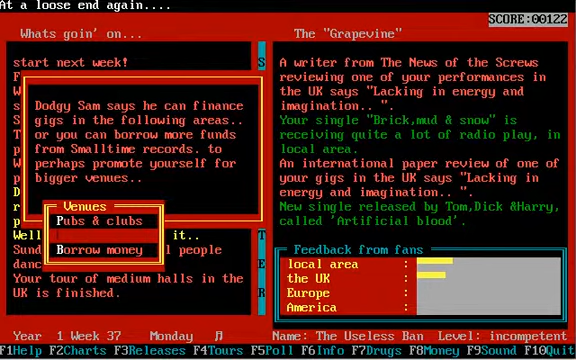 At a loose end again....
SCORE:00122
Whats goin' on...
start next week!
Dodgy Sam says he can finance
gigs in the following areas..
or you can borrow more funds
from Smalltime records. to
perhaps promote yourself for
bigger venues..
Venues
Pubs & clubs
Borrow money
Well
it..
Sund
l people
danc
Your tour of medium halls in the
UK is finished.
S
T
E
R
The "Grapevine"
A writer from The News of the Screws
reviewing one of your performances in
the UK says "Lacking in energy and
imagination.. ".
Your single "Brick,mud & snow" is
receiving quite a lot of radio play, in
local area.
An international paper review of one of
your gigs in the UK says "Lacking in
energy and imagination.. ".
New single released by Tom,Dick &Harry,
called 'Artificial blood'.
Feedback from fans
local area :
the UK :
Europe :
America :
Year 1 Week 37 Monday ♫ Name: The Useless Ban Level: incompetent
F1Help F2Charts F3Releases F4Tours F5Poll F6Info F7Drugs F8Money F9Sound F10Quit